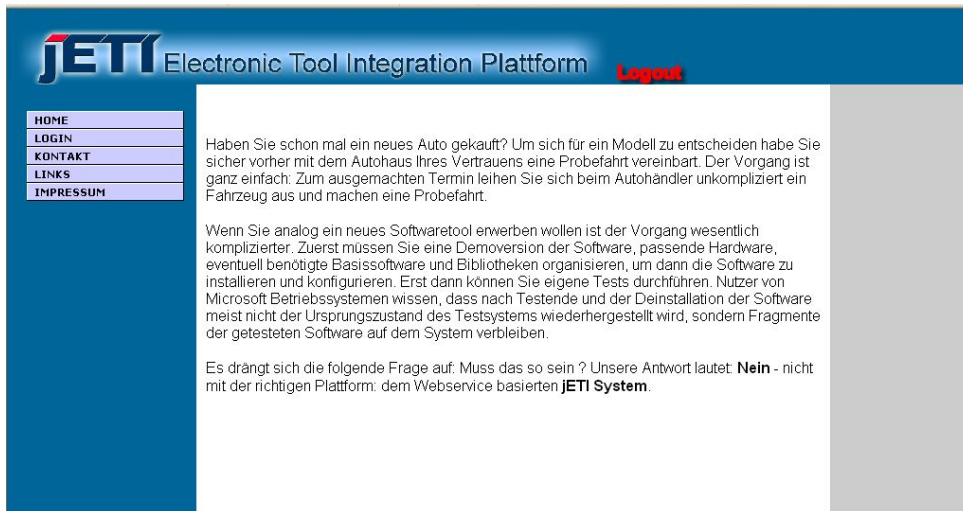 jETI Electronic Tool Integration Plattform
Logout
HOME
LOGIN
KONTAKT
LINKS
IMPRESSUM
Haben Sie schon mal ein neues Auto gekauft? Um sich für ein Modell zu entscheiden habe Sie
sicher vorher mit dem Autohaus Ihres Vertrauens eine Probefahrt vereinbart. Der Vorgang ist
ganz einfach: Zum ausgemachten Termin leihen Sie sich beim Autohändler unkompliziert ein
Fahrzeug aus und machen eine Probefahrt.
Wenn Sie analog ein neues Softwaretool erwerben wollen ist der Vorgang wesentlich
komplizierter. Zuerst müssen Sie eine Demoversion der Software, passende Hardware,
eventuell benötigte Basissoftware und Bibliotheken organisieren, um dann die Software zu
installieren und konfigurieren. Erst dann können Sie eigene Tests durchführen. Nutzer von
Microsoft Betriebssystemen wissen, dass nach Testende und der Deinstallation der Software
meist nicht der Ursprungszustand des Testsystems wiederhergestellt wird, sondern Fragmente
der getesteten Software auf dem System verbleiben.
Es drängt sich die folgende Frage auf: Muss das so sein ? Unsere Antwort lautet: Nein - nicht
mit der richtigen Plattform: dem Webservice basierten jETI System.